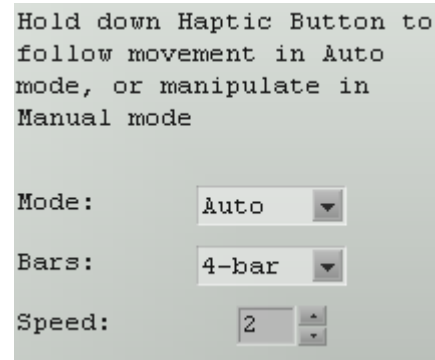 Hold down Haptic Button to
follow movement in Auto
mode, or manipulate in
Manual mode
Mode: Auto
Bars: 4-bar
Speed: 2